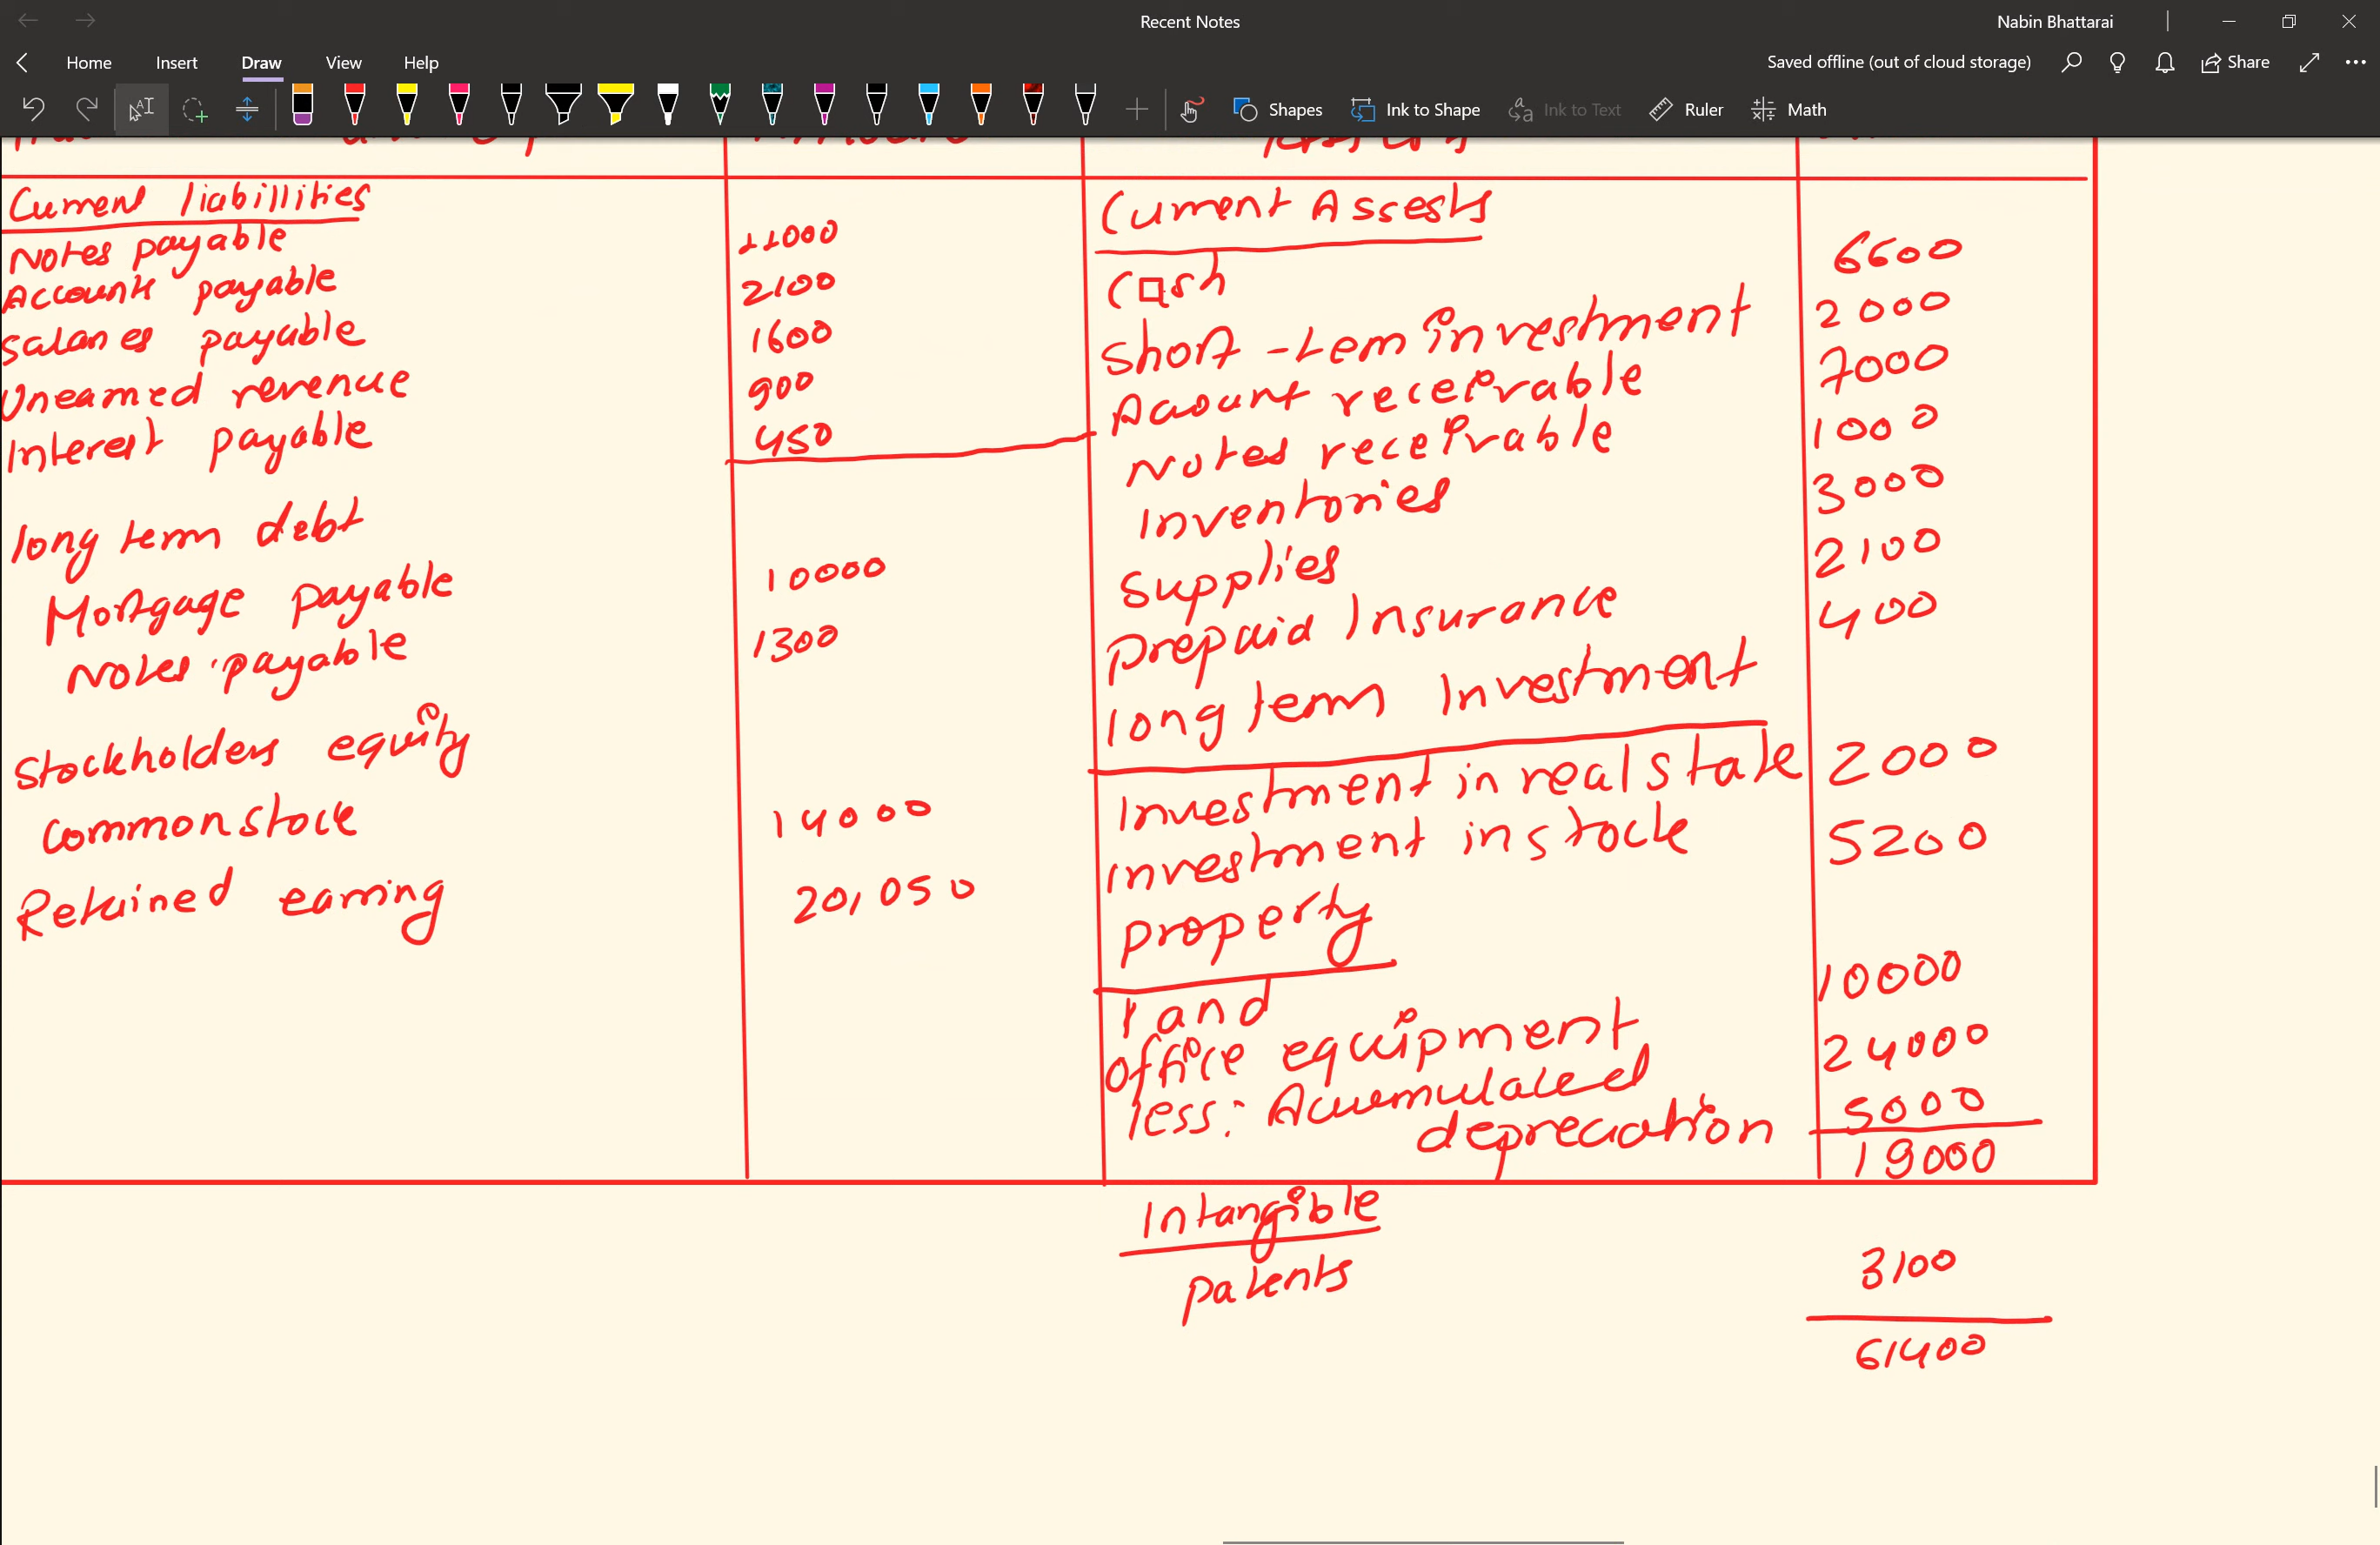 Recent Notes
Nabin Bhattarai
Home Insert Draw View Help
Saved offline (out of cloud storage)
Share
Shapes
Ink to Shape
Ink to Text
Ruler
Math
Current liabillities
Notes payable 11000
Accounts payable 2100
Salaries payable 1600
Unearned revenue 900
Interest payable 450
long term debt
Mortgage payable 10000
Notes payable 1300
Stockholders equity
Common stock 14000
Retained earring 20,050
Current Assests
Cash 6600
Short-term investment 2000
Account receivable 7000
Notes receivable 1000
Inventories 3000
Supplies 2100
Prepaid Insurance 400
long term Investment
Investment in real state 2000
Investment in stock 5200
Property
Land 10000
Office equipment 24000
less: Accumulated 5000
depreciation 19000
Intangible
Patents 3100
61400